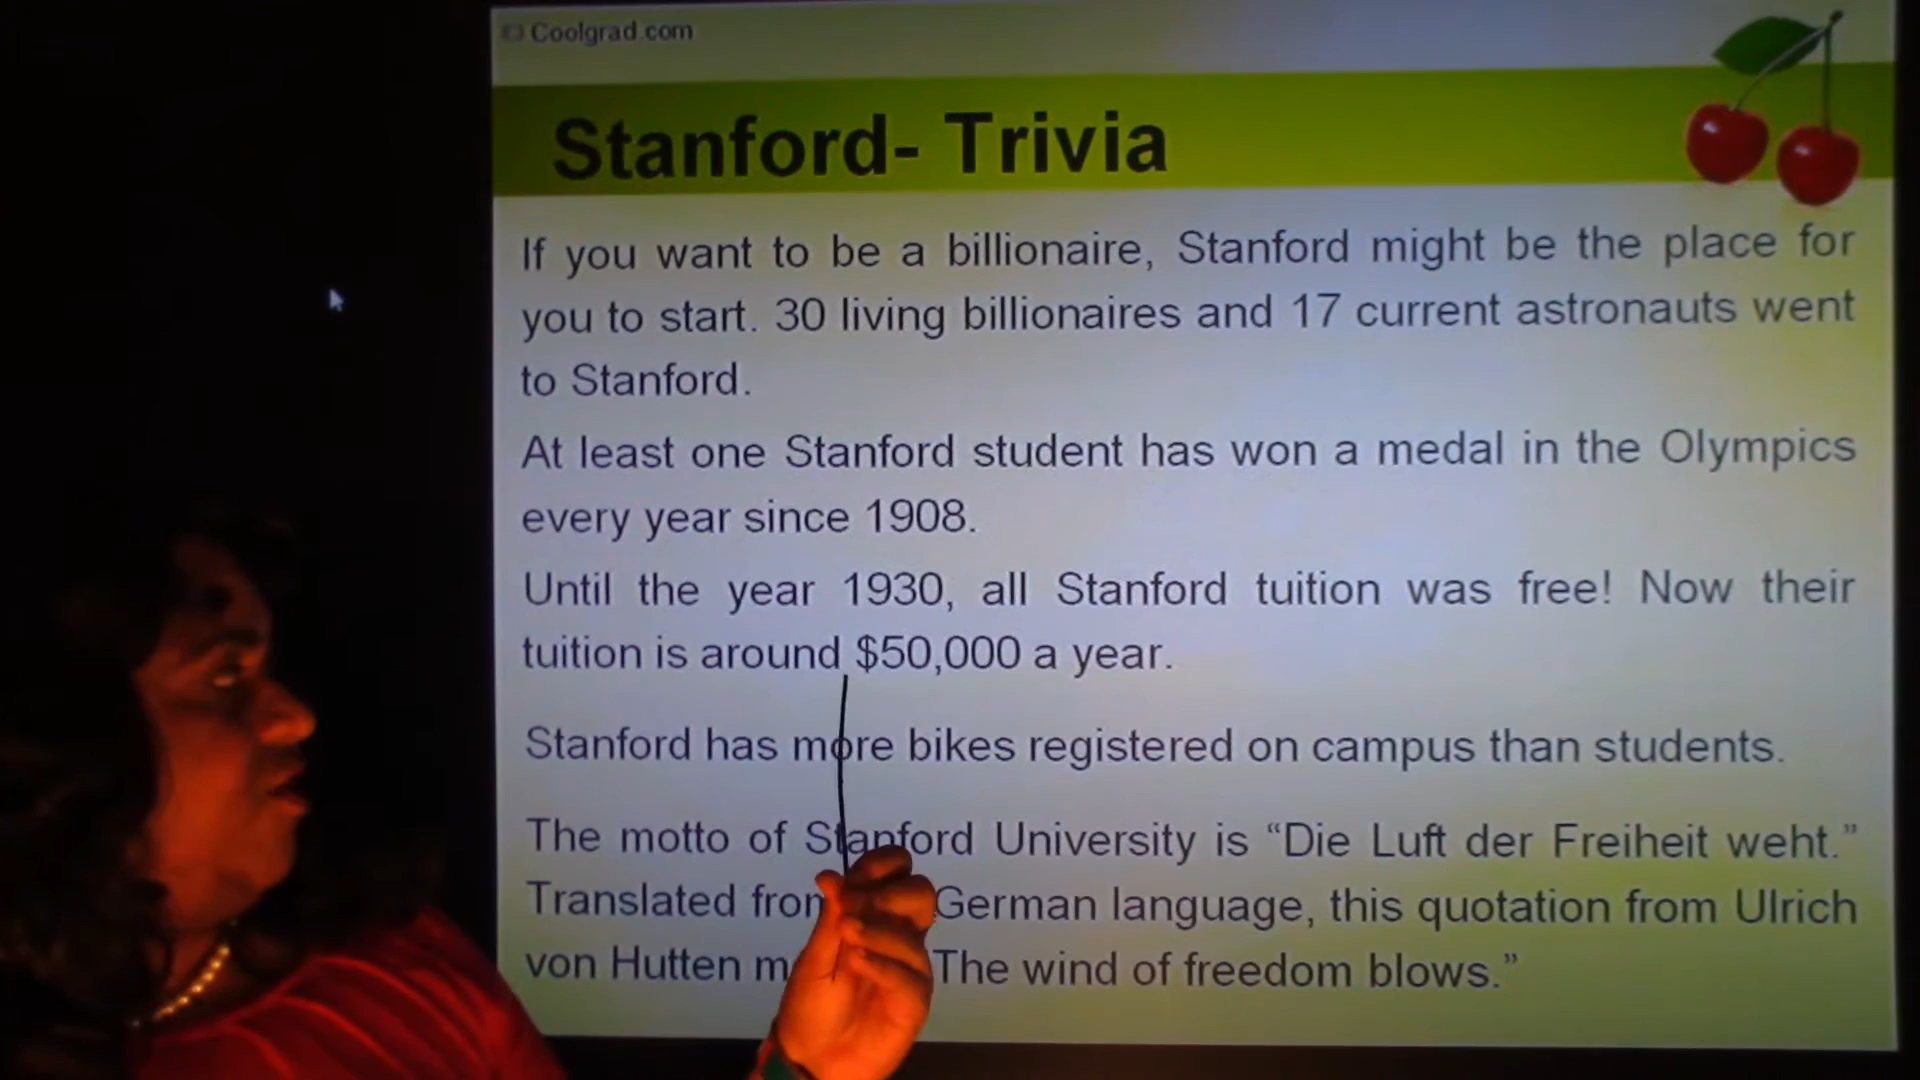 © Coolgrad.com
Stanford- Trivia
If you want to be a billionaire, Stanford might be the place for
you to start. 30 living billionaires and 17 current astronauts went
to Stanford.
At least one Stanford student has won a medal in the Olympics
every year since 1908.
Until the year 1930, all Stanford tuition was free! Now their
tuition is around $50,000 a year.
Stanford has more bikes registered on campus than students.
The motto of Stanford University is “Die Luft der Freiheit weht.”
Translated German language, this quotation from Ulrich
von Hutten The wind of freedom blows.”